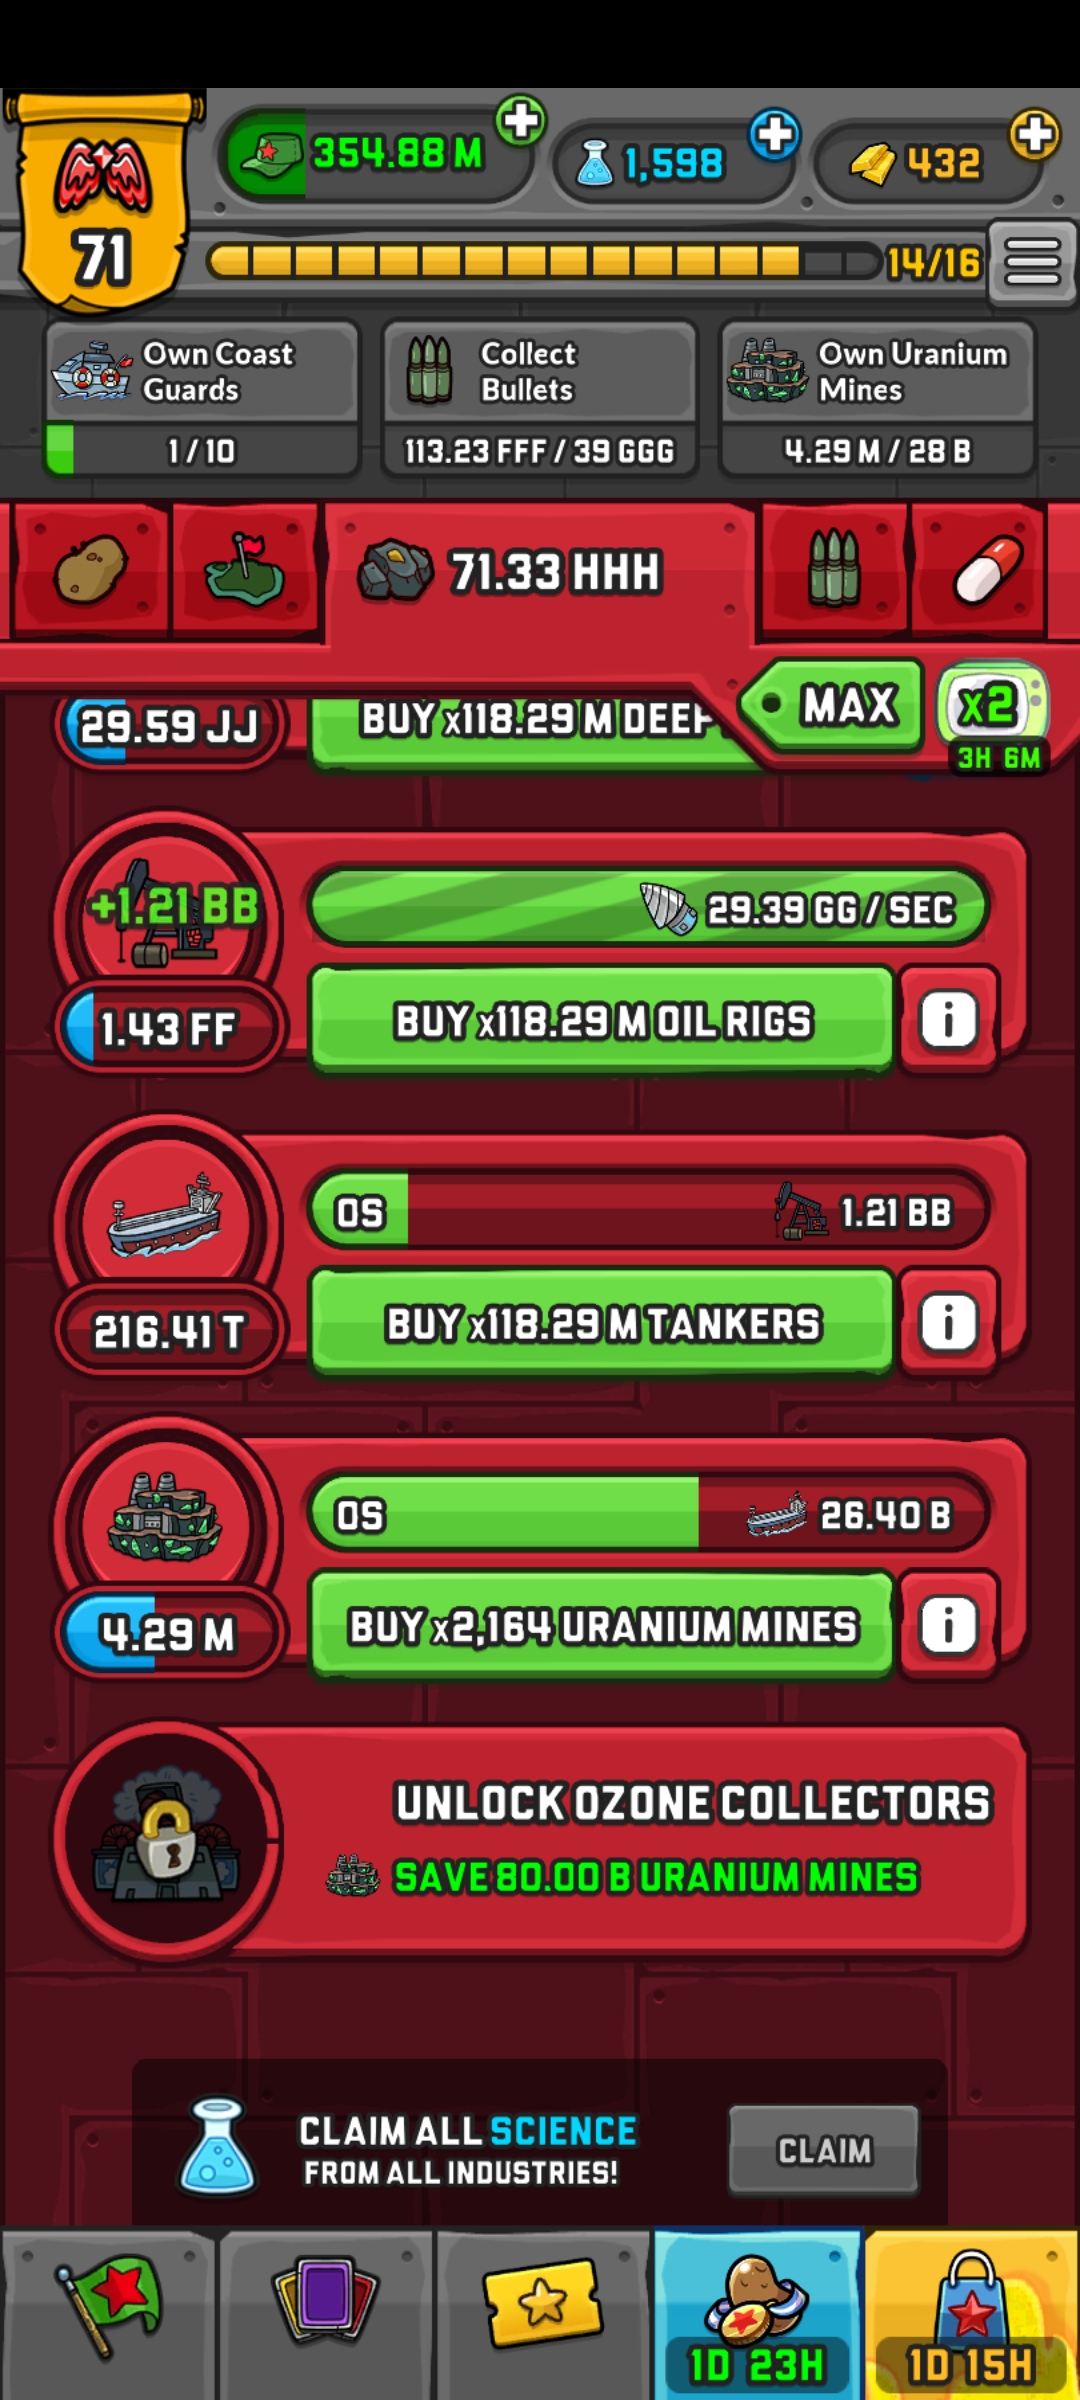 354.88 M
1,598
432
71
14/16
Own Coast
Guards
1 / 10
Collect
Bullets
113.23 FFF / 39 GGG
Own Uranium
Mines
4.29 M / 28 B
71.33 HHH
MAX
x2
3H 6M
29.59 JJ
BUY x118.29 M DEEP
+1.21 BB
29.39 GG / SEC
1.43 FF
BUY x118.29 M OIL RIGS
0S
1.21 BB
216.41 T
BUY x118.29 M TANKERS
0S
26.40 B
4.29 M
BUY x2,164 URANIUM MINES
UNLOCK OZONE COLLECTORS
SAVE 80.00 B URANIUM MINES
CLAIM ALL SCIENCE
FROM ALL INDUSTRIES!
CLAIM
1D 23H
1D 15H